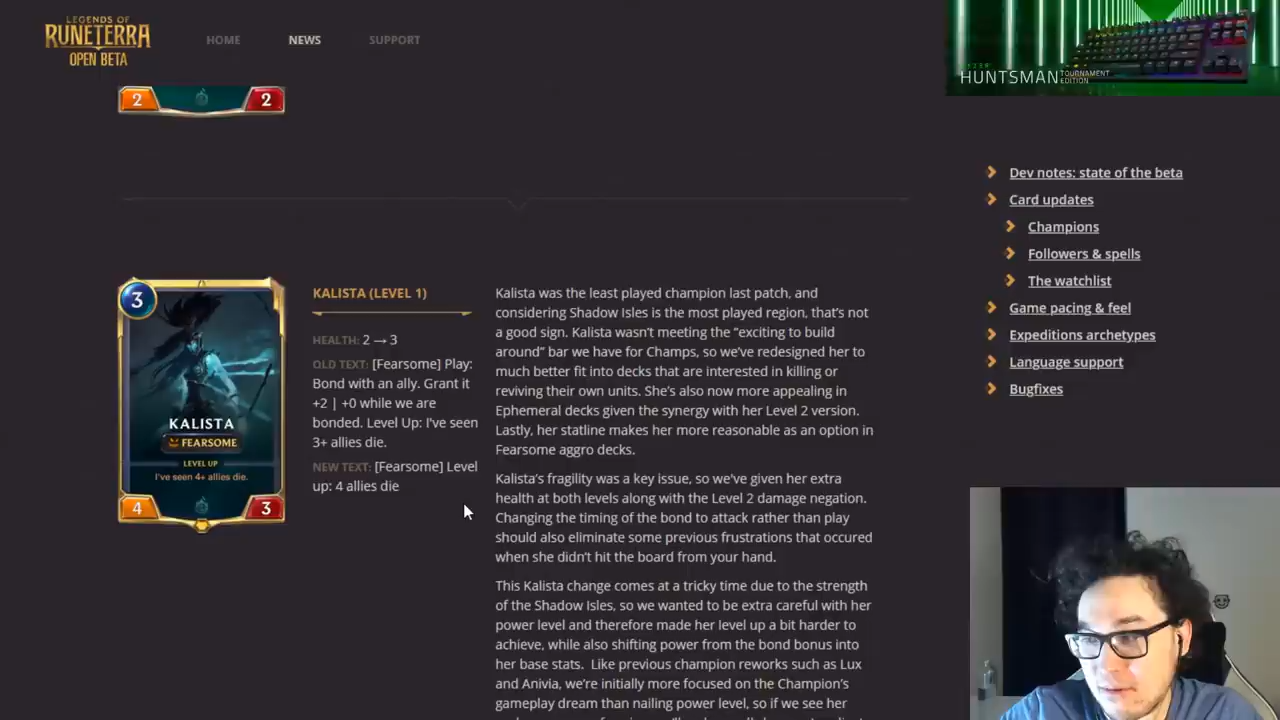 LEGENDS OF
RUNETERRA
OPEN BETA
HOME
NEWS
SUPPORT
HUNTSMAN TOURNAMENT
EDITION
2
2
Dev notes: state of the beta
Card updates
Champions
Followers & spells
The watchlist
Game pacing & feel
Expeditions archetypes
Language support
Bugfixes
3
KALISTA
FEARSOME
LEVEL UP
I've seen 4+ allies die.
4
3
KALISTA (LEVEL 1)
HEALTH: 2 → 3
OLD TEXT: [Fearsome] Play:
Bond with an ally. Grant it
+2 | +0 while we are
bonded. Level Up: I've seen
3+ allies die.
NEW TEXT: [Fearsome] Level
up: 4 allies die
Kalista was the least played champion last patch, and
considering Shadow Isles is the most played region, that's not
a good sign. Kalista wasn't meeting the "exciting to build
around" bar we have for Champs, so we've redesigned her to
much better fit into decks that are interested in killing or
reviving their own units. She's also now more appealing in
Ephemeral decks given the synergy with her Level 2 version.
Lastly, her statline makes her more reasonable as an option in
Fearsome aggro decks.
Kalista's fragility was a key issue, so we've given her extra
health at both levels along with the Level 2 damage negation.
Changing the timing of the bond to attack rather than play
should also eliminate some previous frustrations that occured
when she didn't hit the board from your hand.
This Kalista change comes at a tricky time due to the strength
of the Shadow Isles, so we wanted to be extra careful with her
power level and therefore made her level up a bit harder to
achieve, while also shifting power from the bond bonus into
her base stats. Like previous champion reworks such as Lux
and Anivia, we're initially more focused on the Champion's
gameplay dream than nailing power level, so if we see her